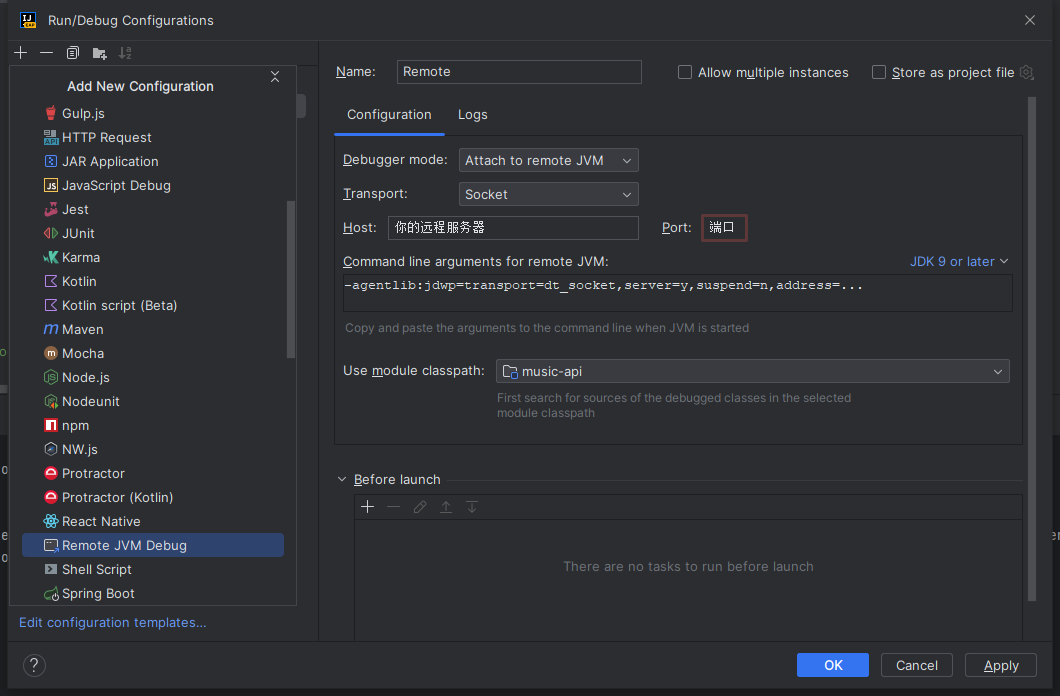 Run/Debug Configurations
Add New Configuration
Gulp.js
HTTP Request
JAR Application
JavaScript Debug
Jest
JUnit
Karma
Kotlin
Kotlin script (Beta)
Maven
Mocha
Node.js
Nodeunit
npm
NW.js
Protractor
Protractor (Kotlin)
React Native
Remote JVM Debug
Shell Script
Spring Boot
Edit configuration templates...
Name: Remote
Allow multiple instances
Store as project file
Configuration Logs
Debugger mode: Attach to remote JVM
Transport: Socket
Host: 你的远程服务器 Port: 端口
Command line arguments for remote JVM: JDK 9 or later
-agentlib:jdwp=transport=dt_socket,server=y,suspend=n,address=...
Copy and paste the arguments to the command line when JVM is started
Use module classpath: music-api
First search for sources of the debugged classes in the selected
module classpath
Before launch
There are no tasks to run before launch
?
OK Cancel Apply